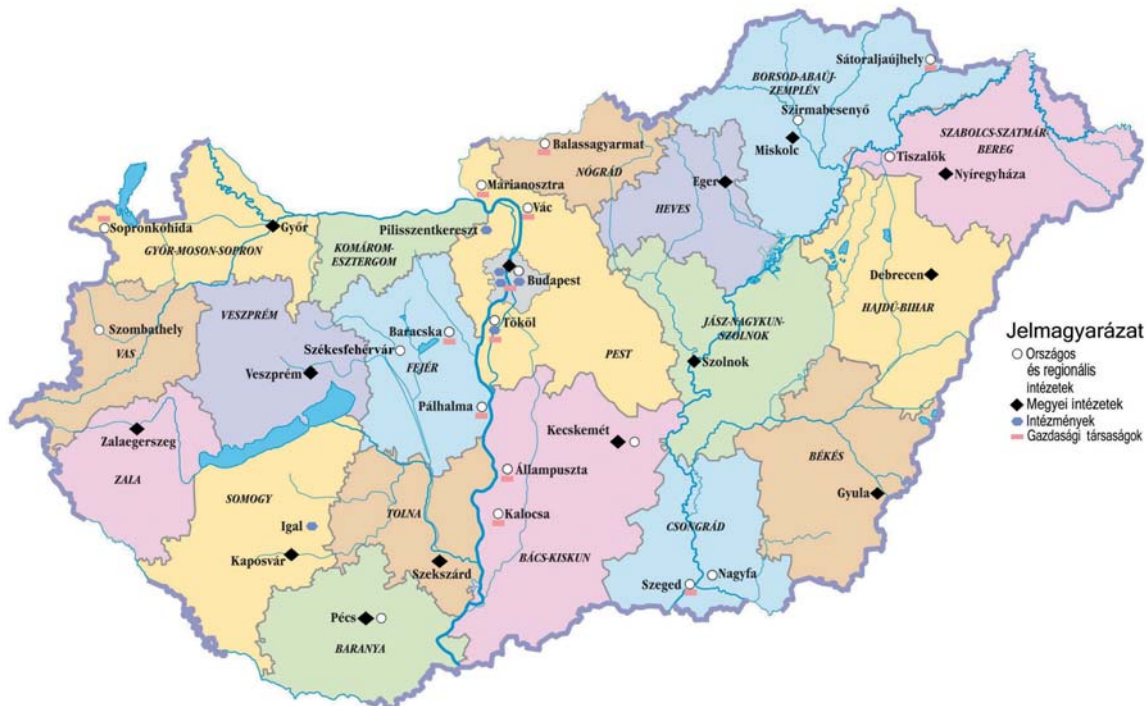 Sátoraljaújhely
BORSOD-ABAÚJ-
ZEMPLÉN
Szirmabesenyő
Miskolc
SZABOLCS-SZATMÁR-
BEREG
Tiszalök
Nyíregyháza
Balassagyarmat
NÓGRÁD
Eger
HEVES
Márianosztra
Vác
Pilisszentkereszt
Sopronkőhida
Győr
GYŐR-MOSON-SOPRON
KOMÁROM-
ESZTERGOM
Budapest
Debrecen
HAJDÚ-BIHAR
VESZPRÉM
Szombathely
VAS
Baracska
Székesfehérvár
FEJÉR
Tököl
PEST
JÁSZ-NAGYKUN-
SZOLNOK
Szolnok
Veszprém
Pálhalma
Zalaegerszeg
ZALA
Kecskemét
BÉKÉS
Gyula
Állampuszta
SOMOGY
TOLNA
Kalocsa
Igal
CSONGRÁD
Kaposvár
Szekszárd
BÁCS-KISKUN
Szeged
Nagyfa
Pécs
BARANYA
Jelmagyarázat
Országos
és regionális
intézetek
Megyei intézetek
Intézmények
Gazdasági társaságok